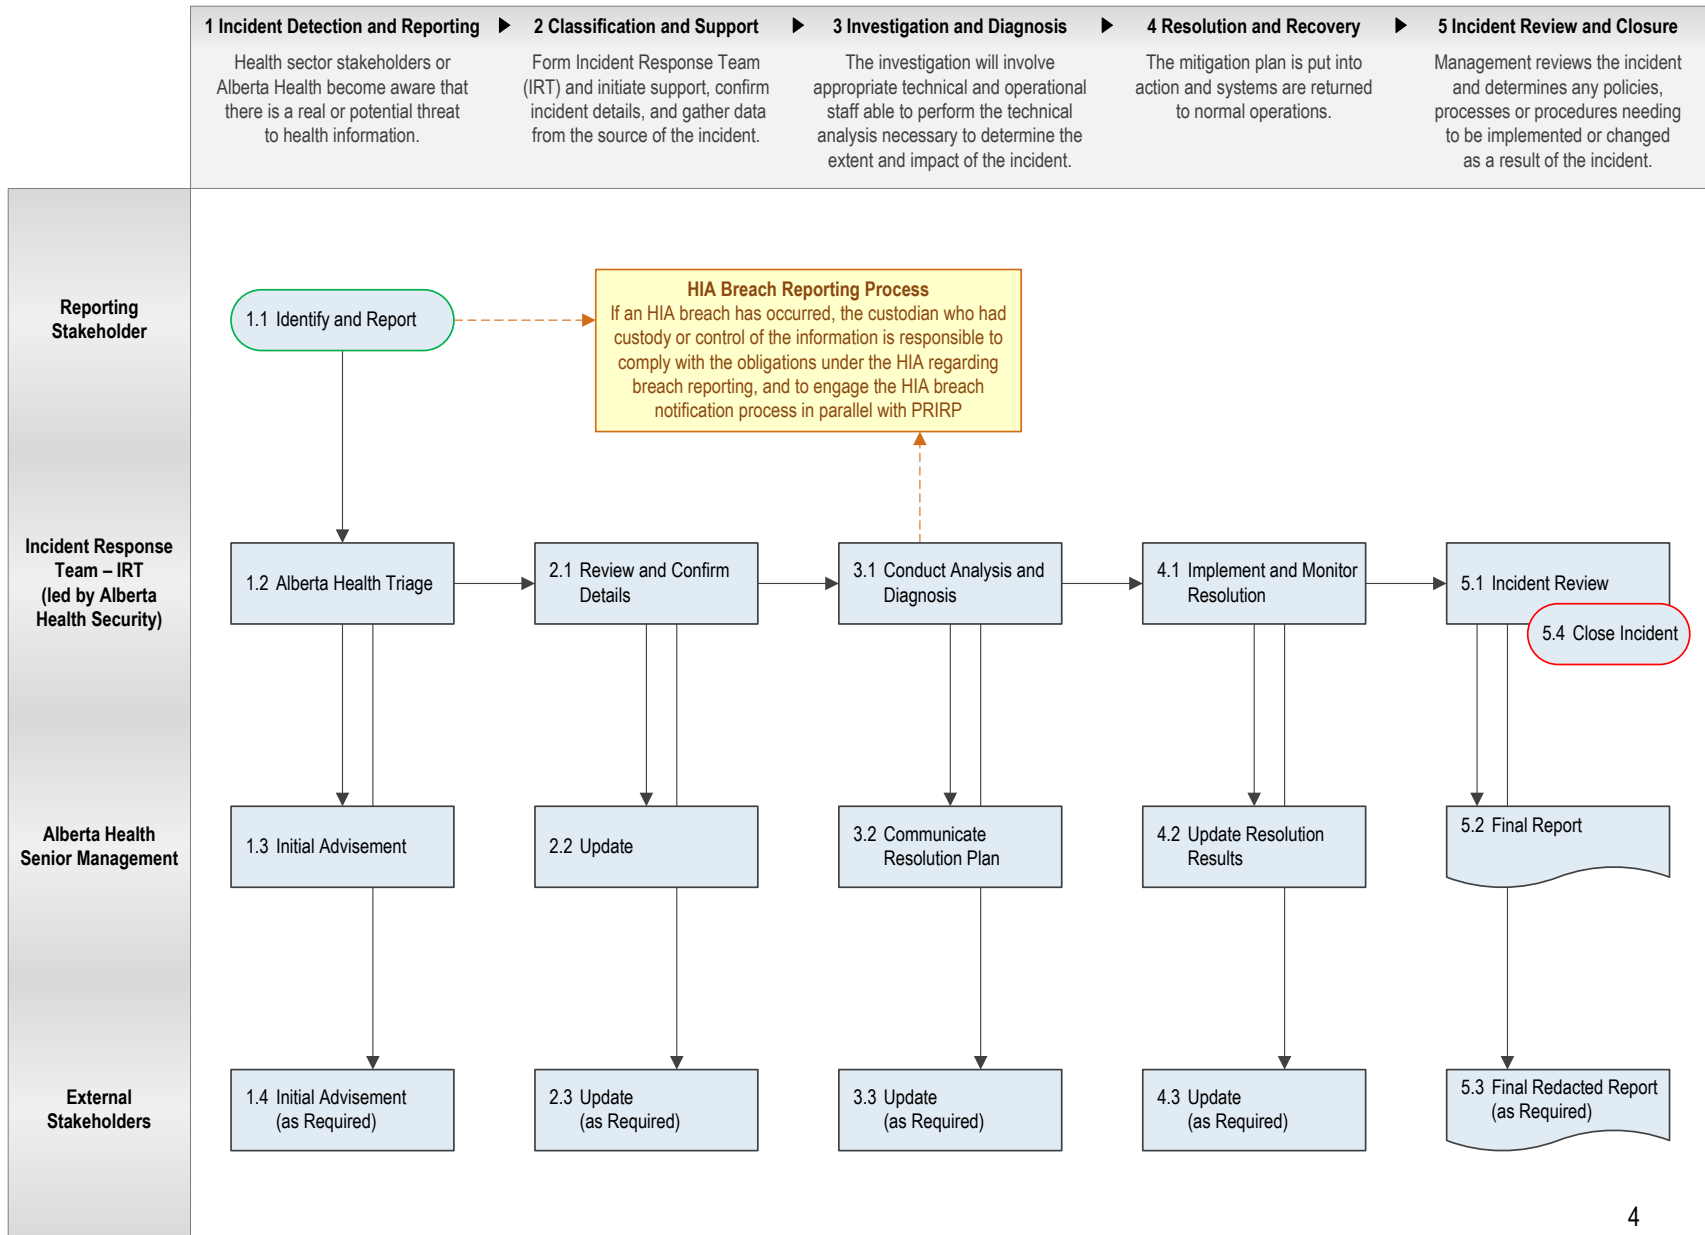 1 Incident Detection and Reporting
Health sector stakeholders or
Alberta Health become aware that
there is a real or potential threat
to health information.
2 Classification and Support
Form Incident Response Team
(IRT) and initiate support, confirm
incident details, and gather data
from the source of the incident.
3 Investigation and Diagnosis
The investigation will involve
appropriate technical and operational
staff able to perform the technical
analysis necessary to determine the
extent and impact of the incident.
4 Resolution and Recovery
The mitigation plan is put into
action and systems are returned
to normal operations.
5 Incident Review and Closure
Management reviews the incident
and determines any policies,
processes or procedures needing
to be implemented or changed
as a result of the incident.
Reporting
Stakeholder
1.1 Identify and Report
HIA Breach Reporting Process
If an HIA breach has occurred, the custodian who had
custody or control of the information is responsible to
comply with the obligations under the HIA regarding
breach reporting, and to engage the HIA breach
notification process in parallel with PRIRP
Incident Response
Team – IRT
(led by Alberta
Health Security)
1.2 Alberta Health Triage
2.1 Review and Confirm
Details
3.1 Conduct Analysis and
Diagnosis
4.1 Implement and Monitor
Resolution
5.1 Incident Review
5.4 Close Incident
Alberta Health
Senior Management
1.3 Initial Advisement
2.2 Update
3.2 Communicate
Resolution Plan
4.2 Update Resolution
Results
5.2 Final Report
External
Stakeholders
1.4 Initial Advisement
(as Required)
2.3 Update
(as Required)
3.3 Update
(as Required)
4.3 Update
(as Required)
5.3 Final Redacted Report
(as Required)
4